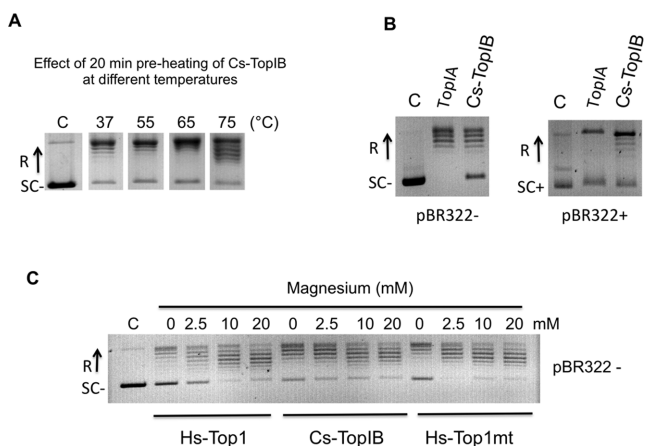 A
Effect of 20 min pre-heating of Cs-TopIB
at different temperatures
C 37 55 65 75 (°C)
R
SC-
B
C TopIA Cs-TopIB
R
SC-
pBR322-
C TopIA Cs-TopIB
R
SC+
pBR322+
C
Magnesium (mM)
C 0 2.5 10 20 0 2.5 10 20 0 2.5 10 20 mM
R
SC-
pBR322 -
Hs-Top1 Cs-TopIB Hs-Top1mt